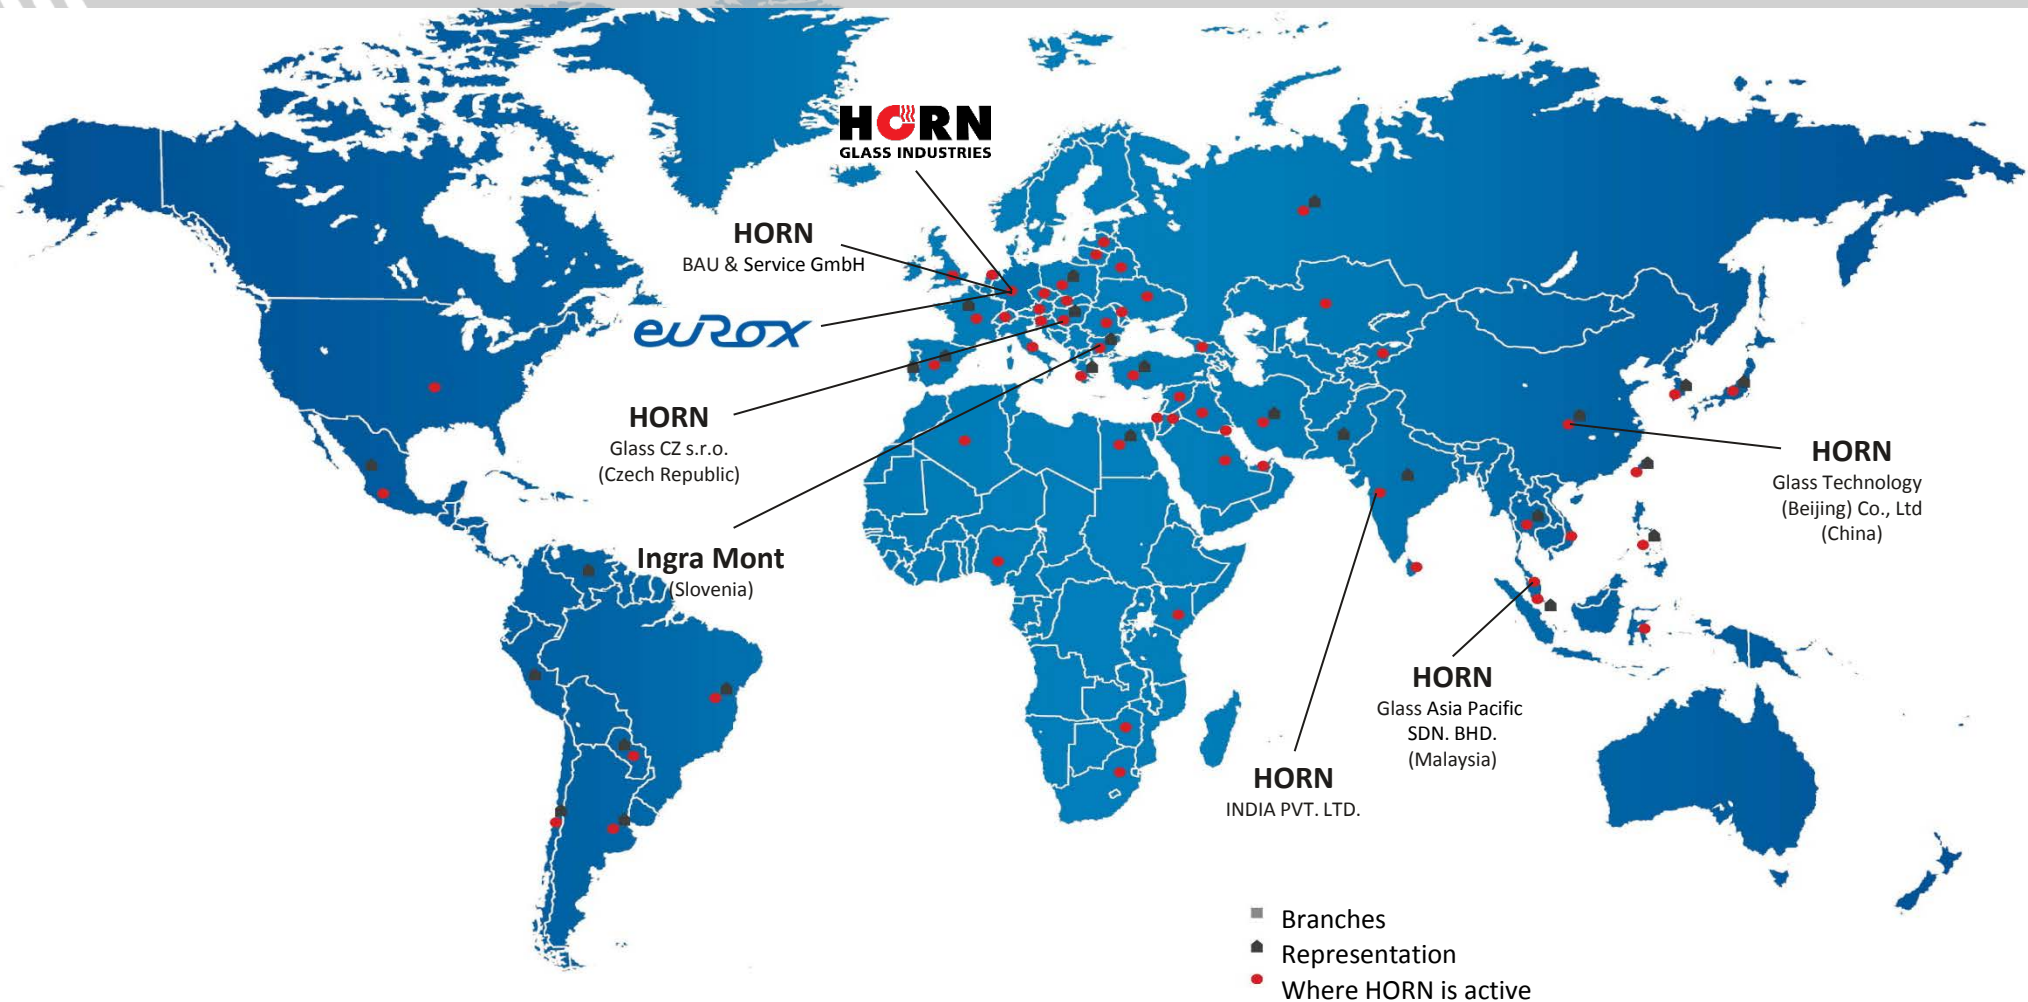 HORN
GLASS INDUSTRIES
HORN
BAU & Service GmbH
euRox
HORN
Glass CZ s.r.o.
(Czech Republic)
Ingra Mont
(Slovenia)
HORN
Glass Technology
(Beijing) Co., Ltd
(China)
HORN
Glass Asia Pacific
SDN. BHD.
(Malaysia)
HORN
INDIA PVT. LTD.
Branches
Representation
Where HORN is active